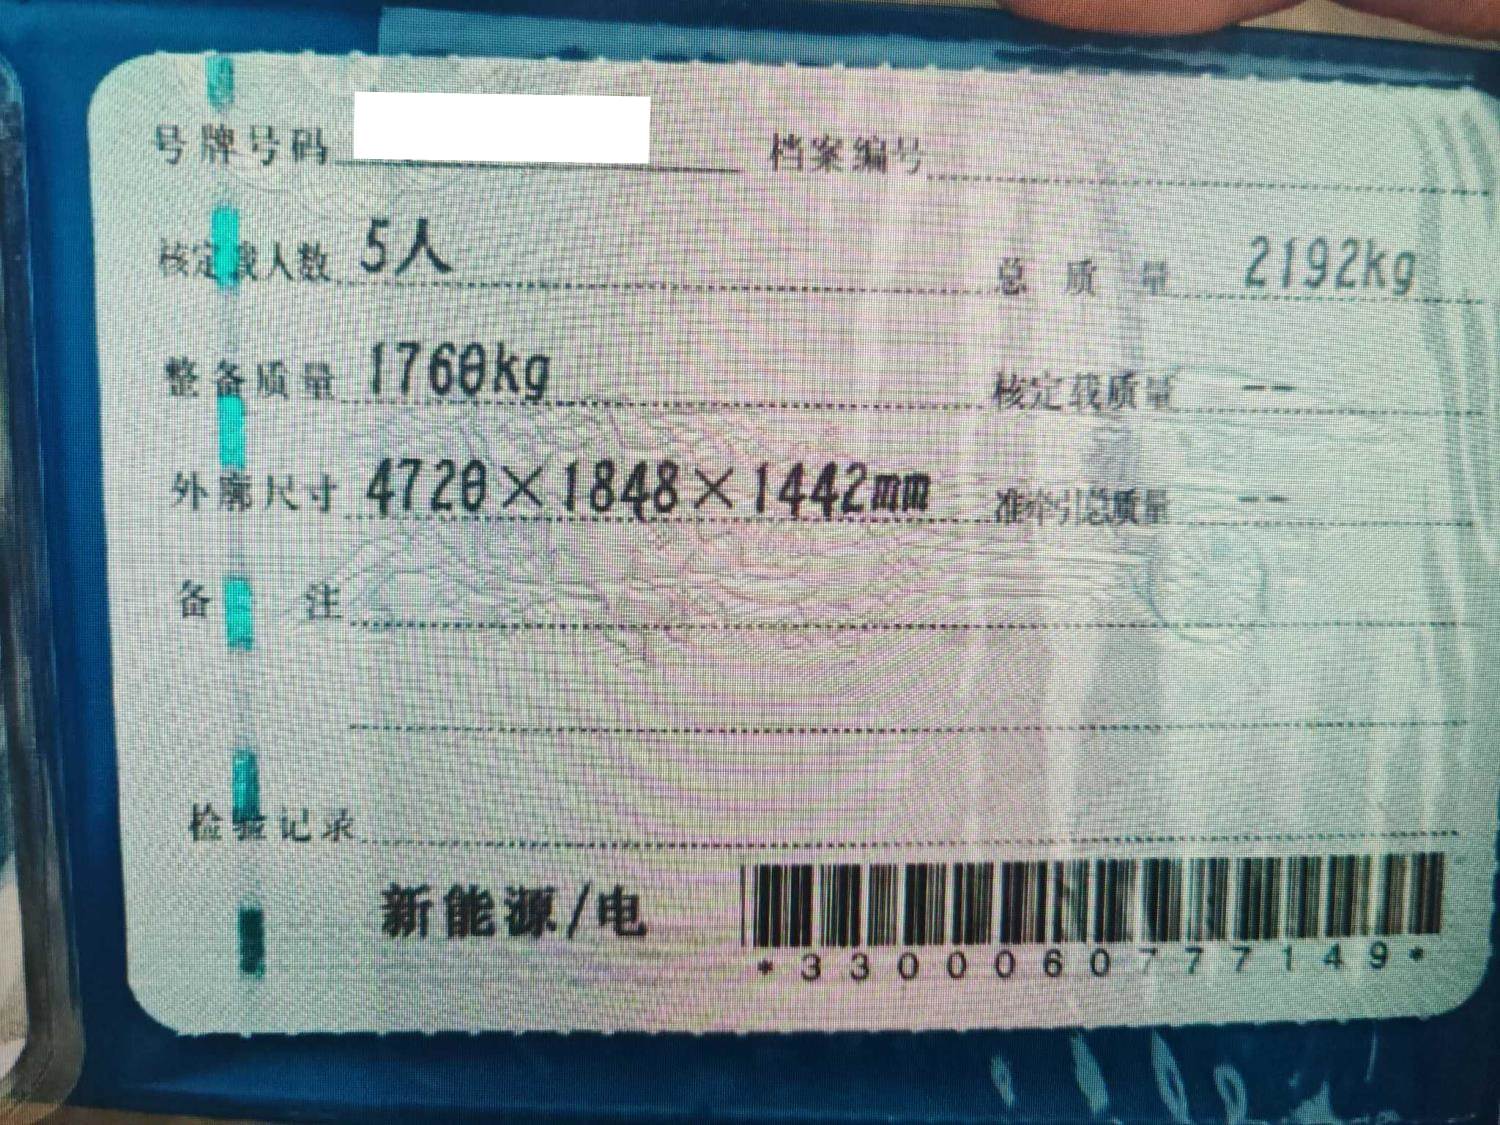 号牌号码 档案编号
核定载人数 5人 总质量 2192kg
整备质量 1760kg 核定载质量 --
外廓尺寸 4720×1848×1442mm 准牵引总质量 --
备注
检验记录
新能源/电
*3300060777149*